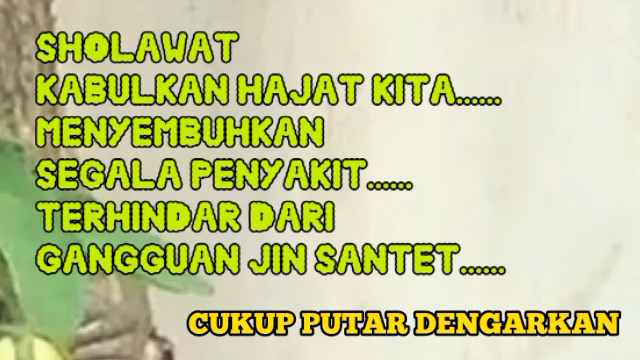 SHOLAWAT
KABULKAN HAJAT KITA......
MENYEMBUHKAN
SEGALA PENYAKIT......
TERHINDAR DARI
GANGGUAN JIN SANTET......
CUKUP PUTAR DENGARKAN